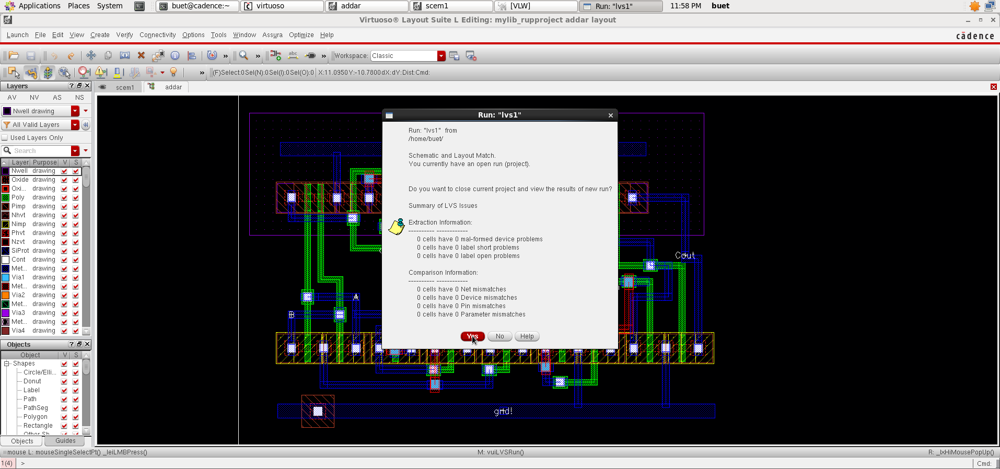 Applications Places System buet@cadence:~ virtuoso addar scem1 [VLW] Run: "lvs1" 11:58 PM buet
Virtuoso® Layout Suite L Editing: mylib_rupproject addar layout
Launch File Edit View Create Verify Connectivity Options Tools Window Assura Optimize Help
cādence
R abc » Workspace: Classic
» (F)Select:0 Sel(N):0 Sel(I):0 Sel(O):0 X:11.0950 Y:-10.7800 dX: dY: Dist: Cmd:
Layers
scem1 addar
AV NV AS NS
Nwell drawing
All Valid Layers
Used Layers Only
Search
Layer Purpose V S
Nwell drawing
Oxide drawing
Oxi... drawing
Poly drawing
Pimp drawing
Nhvt drawing
Nimp drawing
Phvt drawing
Nzvt drawing
SiProt drawing
Cont drawing
Met... drawing
Via1 drawing
Met... drawing
Via2 drawing
Met... drawing
Via3 drawing
Met... drawing
Via4 drawing
Objects
Object V S
Shapes
Circle/Elli...
Donut
Label
Path
PathSeg
Polygon
Rectangle
Other Sh
Objects Guides
Run: "lvs1"
Run: "lvs1" from
/home/buet/
Schematic and Layout Match.
You currently have an open run (project).
Do you want to close current project and view the results of new run?
Summary of LVS Issues
Extraction Information:
---------- ------------
0 cells have 0 mal-formed device problems
0 cells have 0 label short problems
0 cells have 0 label open problems
Comparison Information:
---------- ------------
0 cells have 0 Net mismatches
0 cells have 0 Device mismatches
0 cells have 0 Pin mismatches
0 cells have 0 Parameter mismatches
Yes No Help
Cout
A
B
gnd!
mouse L: mouseSingleSelectPt() _leiLMBPress() M: vuiLVSRun() R: _lxHiMousePopUp()
1(4) > Cmd: